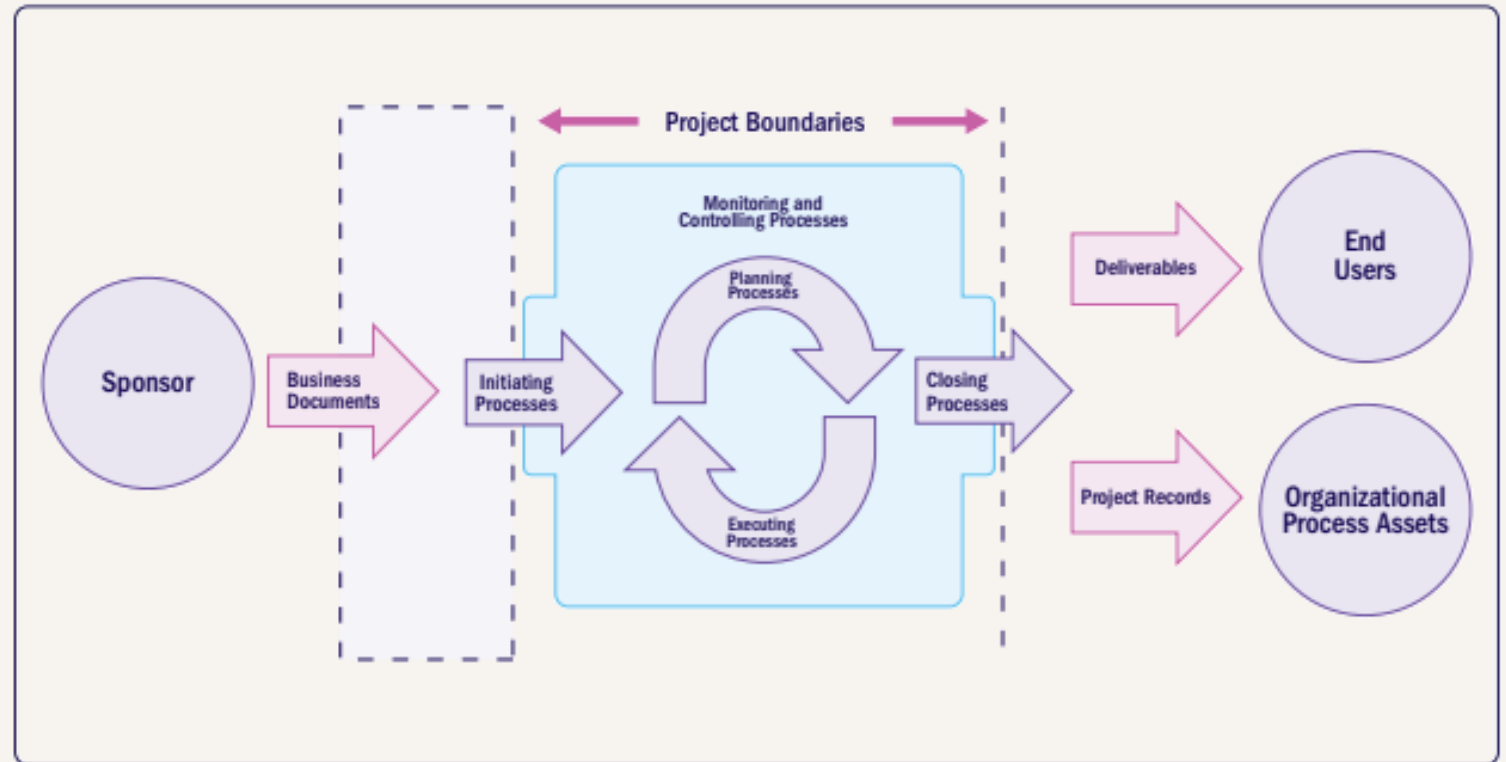 Project Boundaries
Monitoring and
Controlling Processes
Planning
Processes
Sponsor
Business
Documents
Initiating
Processes
Closing
Processes
Executing
Processes
Deliverables
End
Users
Project Records
Organizational
Process Assets